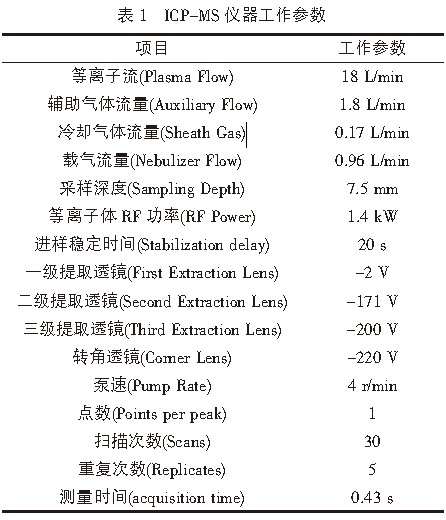 表 1 ICP-MS 仪器工作参数
项目 工作参数
等离子流(Plasma Flow) 18 L/min
辅助气体流量(Auxiliary Flow) 1.8 L/min
冷却气体流量(Sheath Gas) 0.17 L/min
载气流量(Nebulizer Flow) 0.96 L/min
采样深度(Sampling Depth) 7.5 mm
等离子体 RF 功率(RF Power) 1.4 kW
进样稳定时间(Stabilization delay) 20 s
一级提取透镜(First Extraction Lens) -2 V
二级提取透镜(Second Extraction Lens) -171 V
三级提取透镜(Third Extraction Lens) -200 V
转角透镜(Corner Lens) -220 V
泵速(Pump Rate) 4 r/min
点数(Points per peak) 1
扫描次数(Scans) 30
重复次数(Replicates) 5
测量时间(acquisition time) 0.43 s